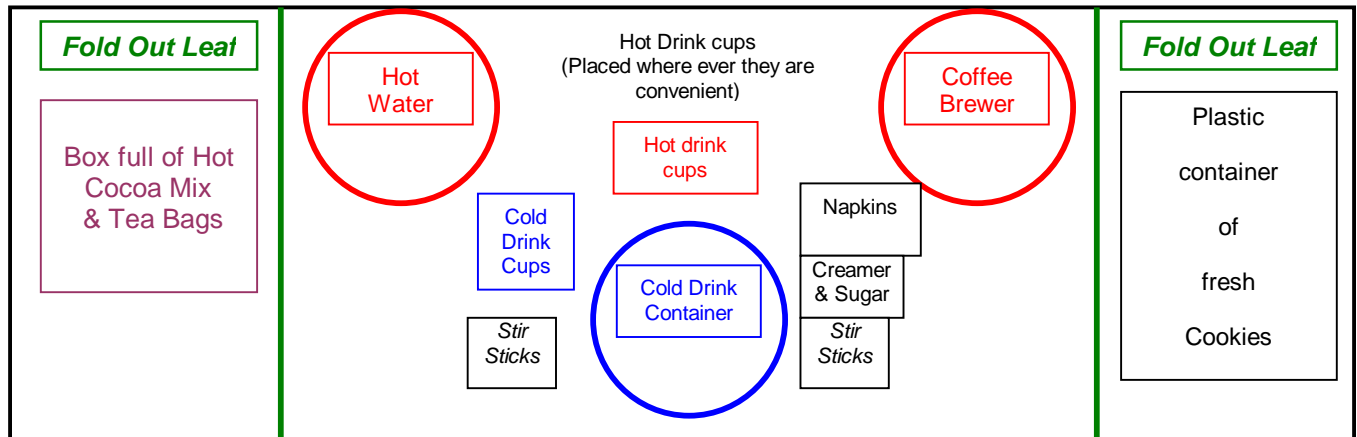 Fold Out Leaf
Box full of Hot
Cocoa Mix
& Tea Bags
Hot
Water
Hot Drink cups
(Placed where ever they are
convenient)
Hot drink
cups
Coffee
Brewer
Cold
Drink
Cups
Napkins
Creamer
& Sugar
Cold Drink
Container
Stir
Sticks
Stir
Sticks
Fold Out Leaf
Plastic
container
of
fresh
Cookies